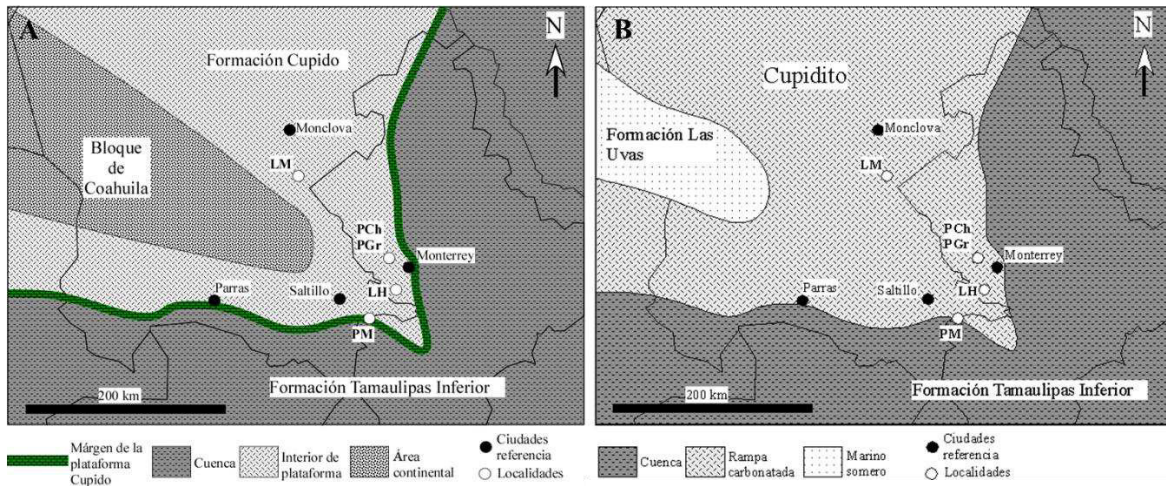 A
N
Formación Cupido
Monclova
LM
Bloque
de
Coahuila
PCh
PGr
Monterrey
LH
Parras
Saltillo
PM
Formación Tamaulipas Inferior
200 km
Márgen de la
plataforma
Cupido
Cuenca
Interior de
plataforma
Área
continental
Ciudades
referencia
Localidades
B
N
Cupidito
Monclova
LM
Formación Las
Uvas
PCh
PGr
Monterrey
LH
Parras
Saltillo
PM
Formación Tamaulipas Inferior
200 km
Cuenca
Rampa
carbonatada
Marino
somero
Ciudades
referencia
Localidades